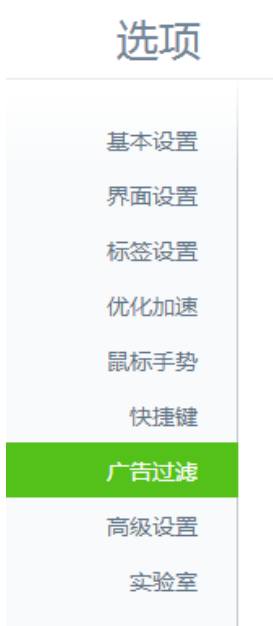 选项
基本设置
界面设置
标签设置
优化加速
鼠标手势
快捷键
广告过滤
高级设置
实验室